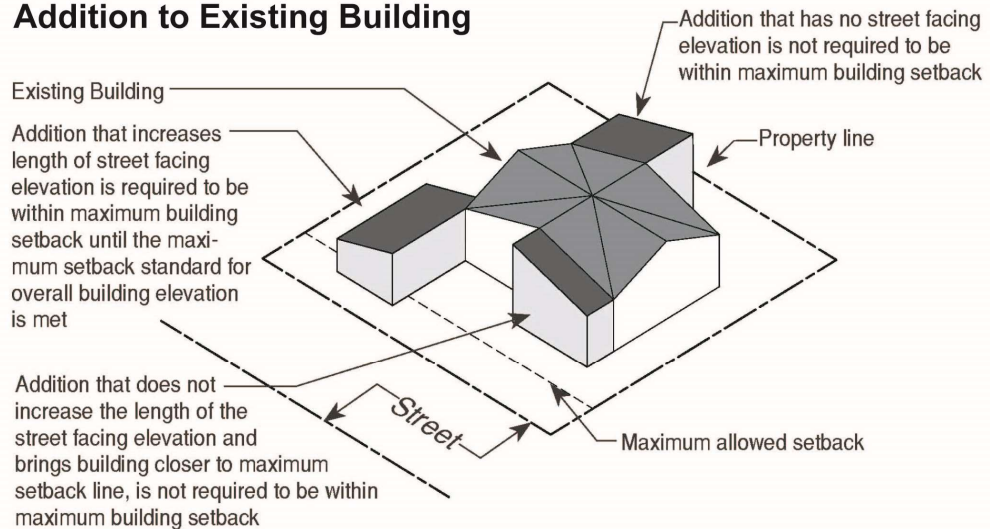 Addition to Existing Building
Addition that has no street facing
elevation is not required to be
within maximum building setback
Existing Building
Property line
Addition that increases
length of street facing
elevation is required to be
within maximum building
setback until the maxi-
mum setback standard for
overall building elevation
is met
Addition that does not
increase the length of the
street facing elevation and
brings building closer to maximum
setback line, is not required to be within
maximum building setback
Street
Maximum allowed setback